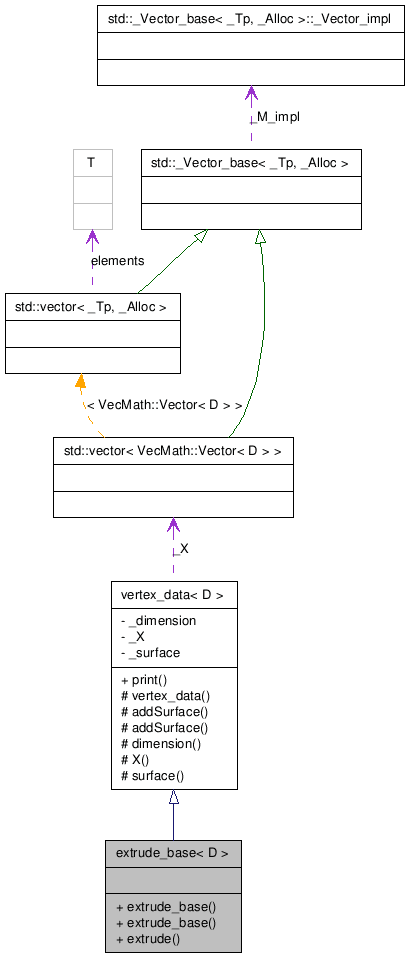 std::_Vector_base< _Tp, _Alloc >::_Vector_impl
_M_impl
T
std::_Vector_base< _Tp, _Alloc >
elements
std::vector< _Tp, _Alloc >
< VecMath::Vector< D > >
std::vector< VecMath::Vector< D > >
_X
vertex_data< D >
- _dimension
- _X
- _surface
+ print()
# vertex_data()
# addSurface()
# addSurface()
# dimension()
# X()
# surface()
extrude_base< D >
+ extrude_base()
+ extrude_base()
+ extrude()